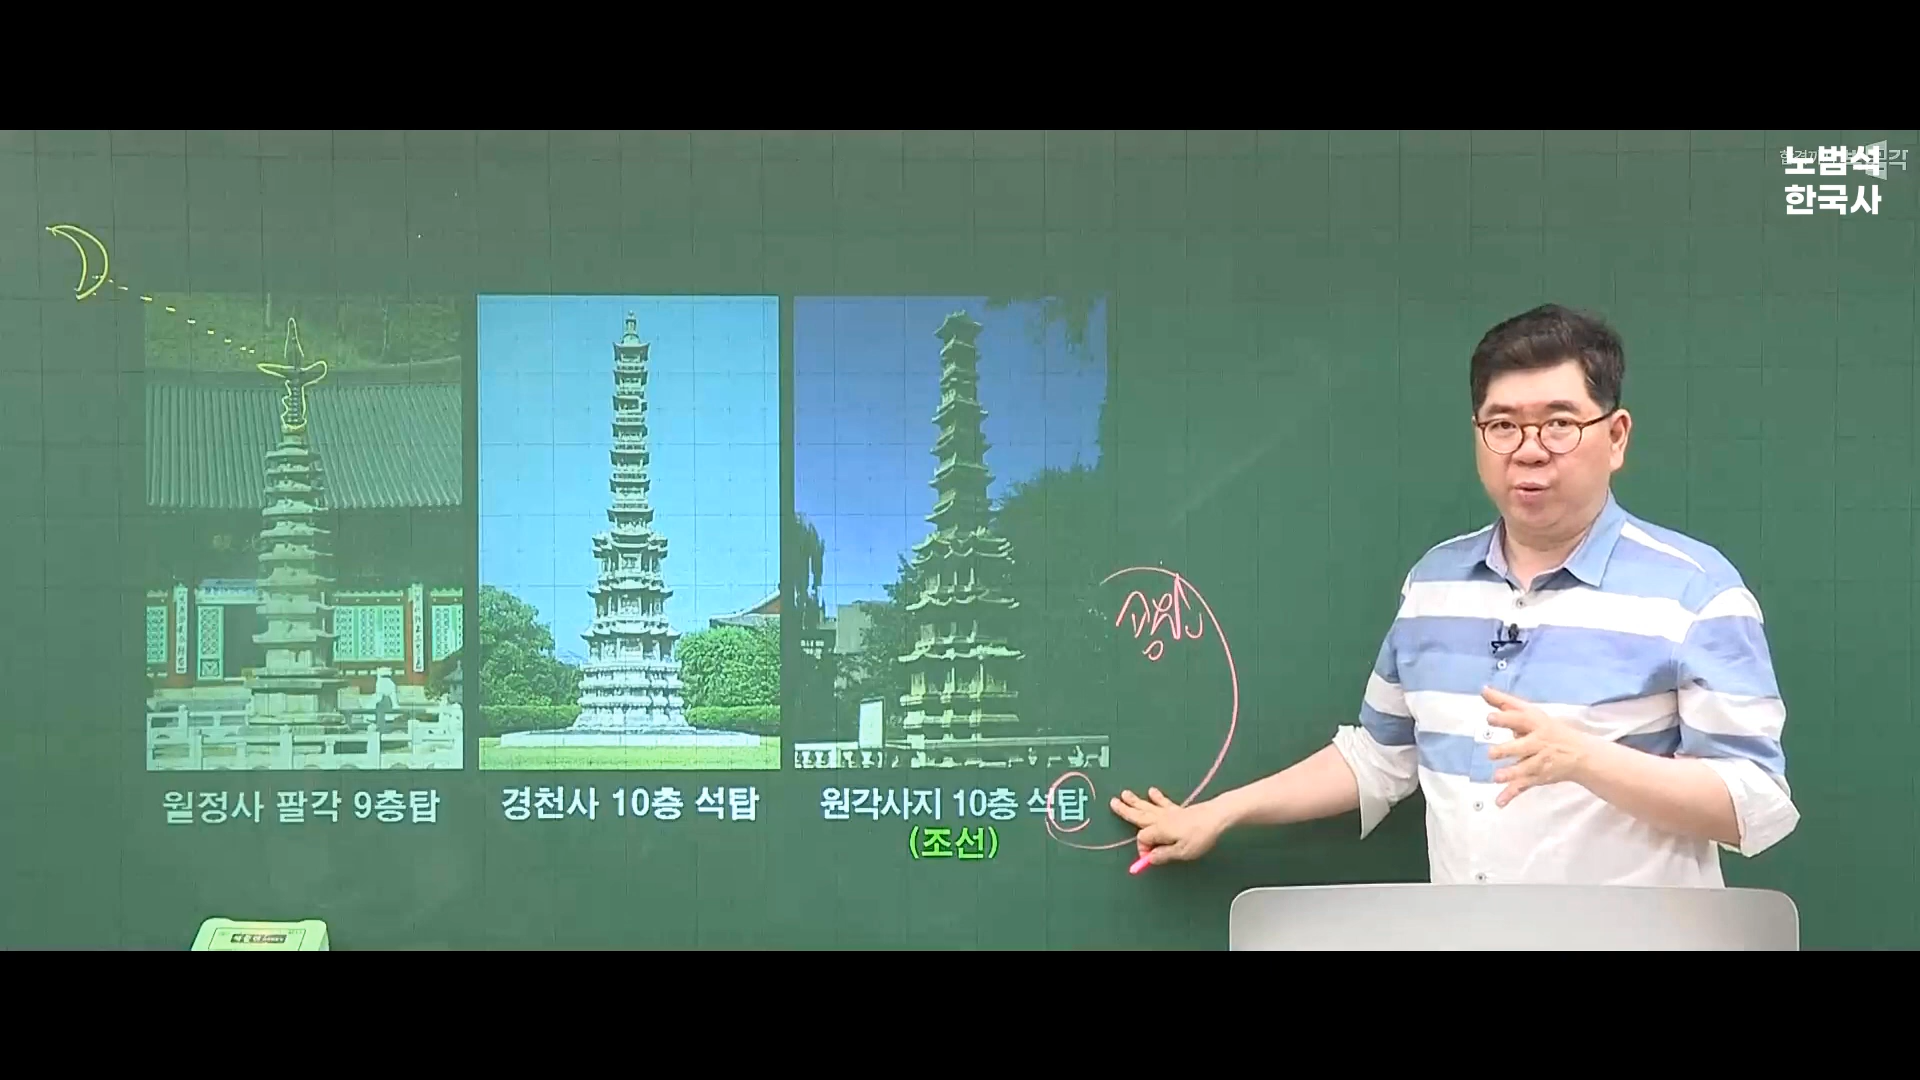 노범석
한국사
월정사 팔각 9층탑
경천사 10층 석탑
원각사지 10층 석탑
(조선)